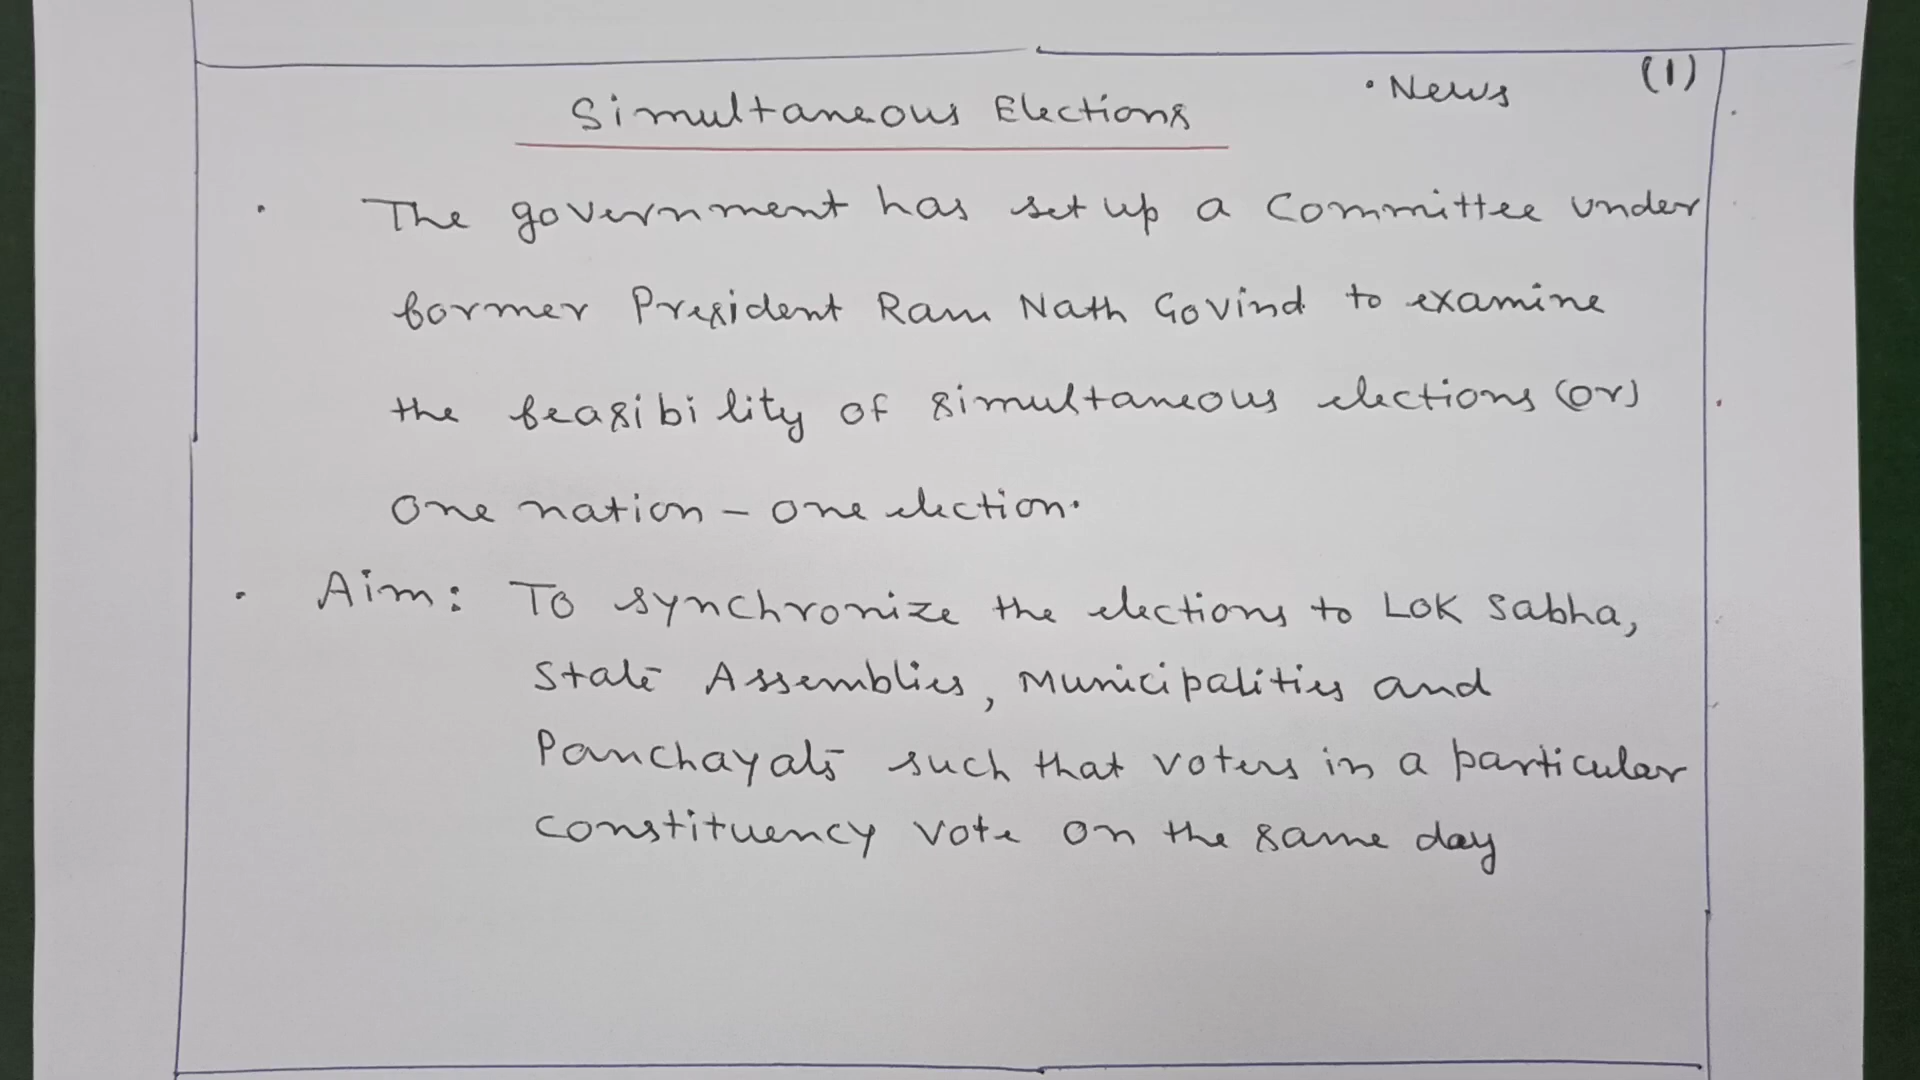 Simultaneous Elections
• News
(1)
• The government has set up a Committee under
former President Ram Nath Govind to examine
the feasibility of simultaneous elections (or)
one nation - one election.
• Aim: To synchronize the elections to Lok Sabha,
State Assemblies, Municipalities and
Panchayats such that voters in a particular
constituency vote on the same day